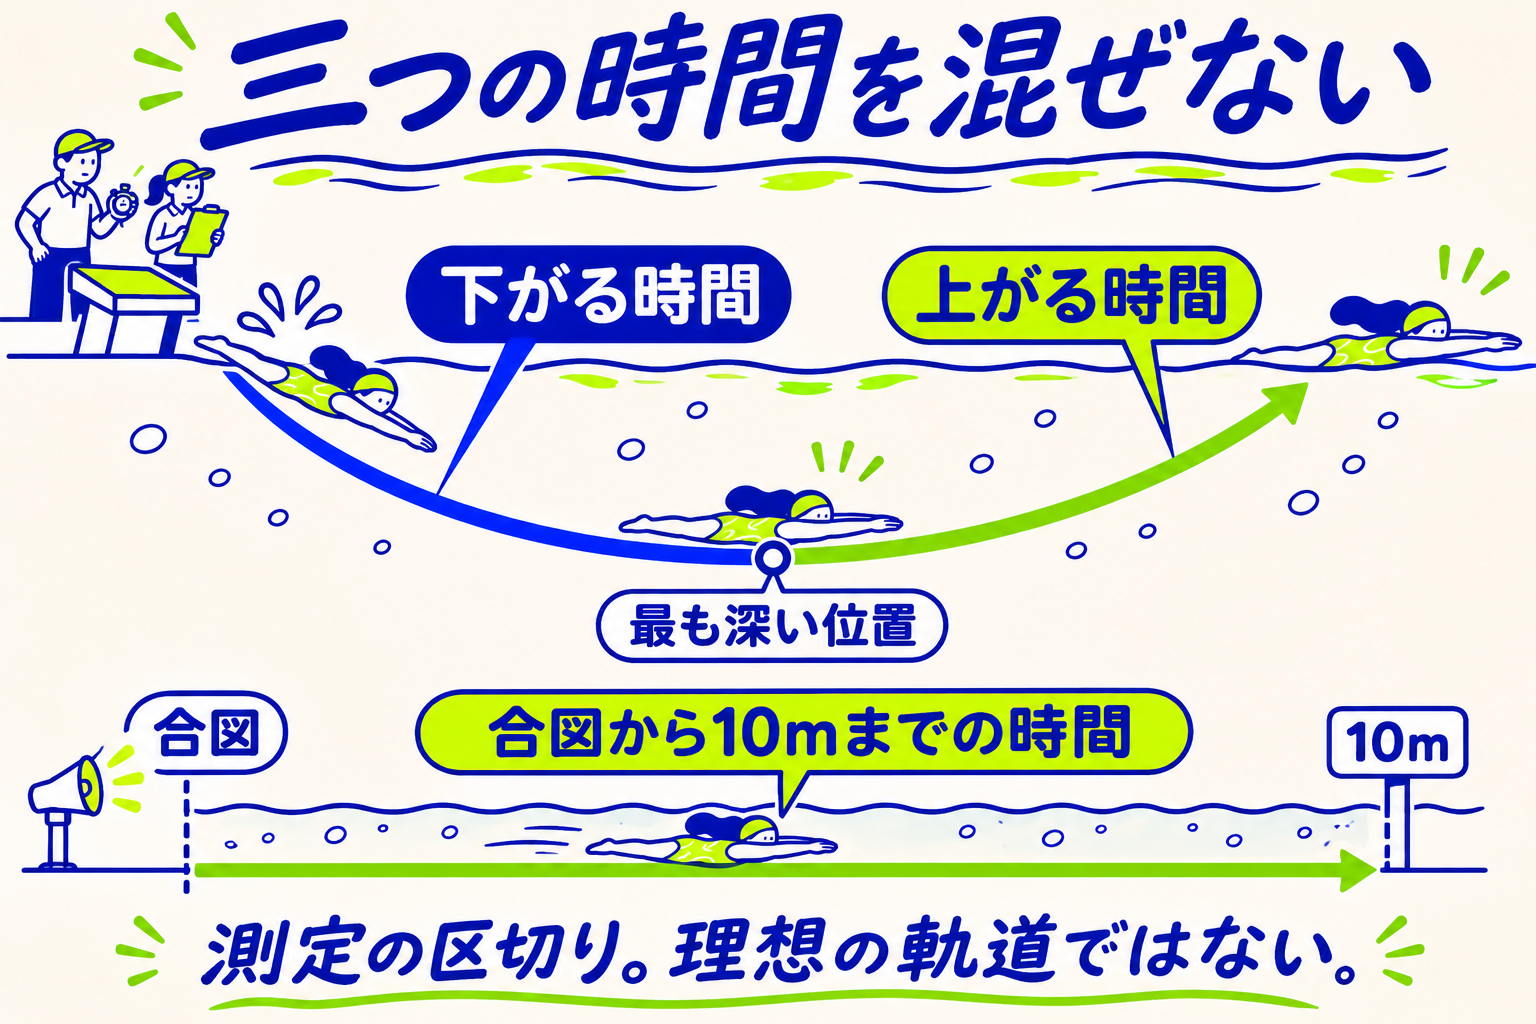 三つの時間を混ぜない
下がる時間
上がる時間
最も深い位置
合図
合図から10mまでの時間
10m
測定の区切り。理想の軌道ではない。